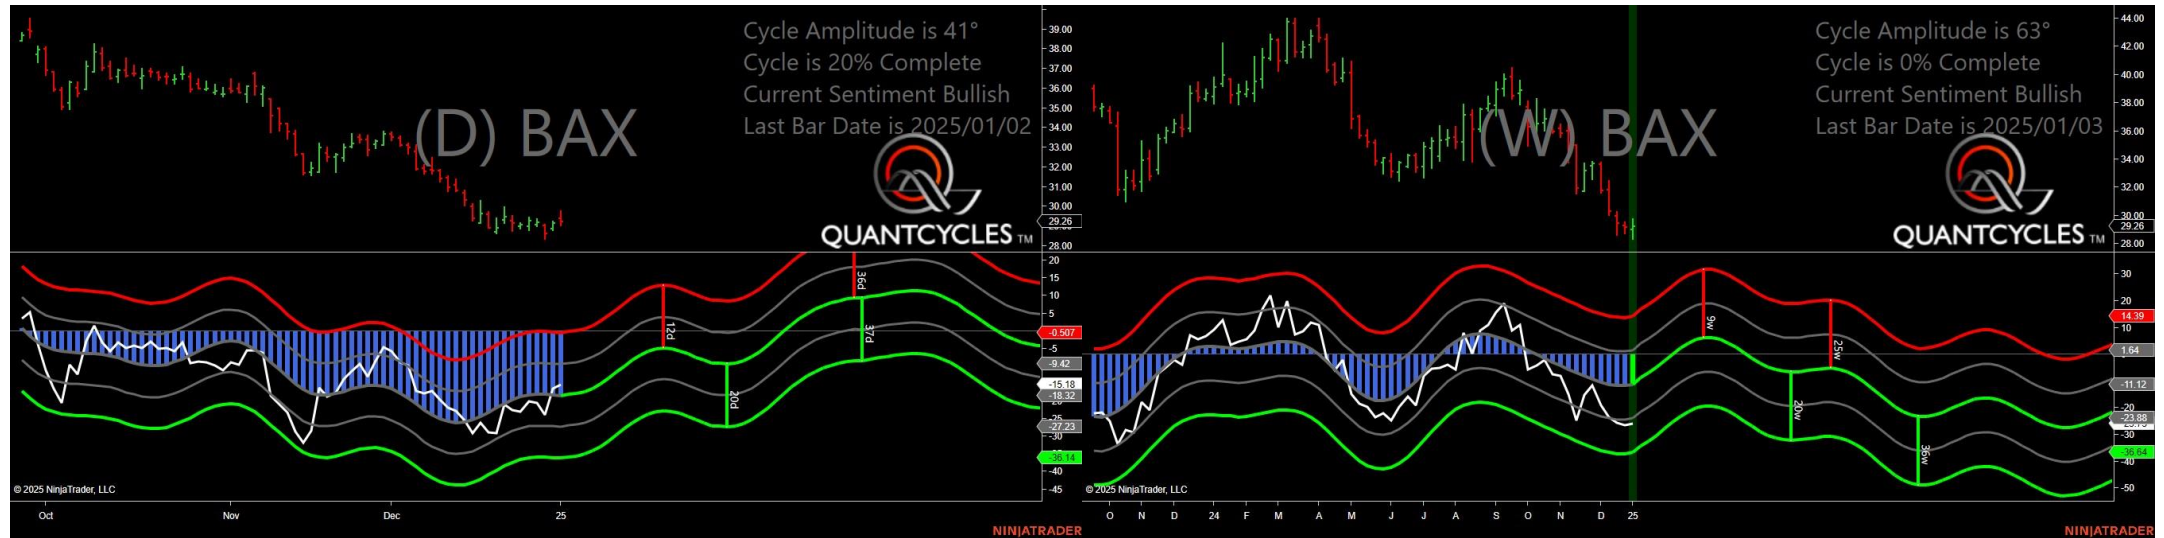 Cycle Amplitude is 41°
Cycle is 20% Complete
Current Sentiment Bullish
Last Bar Date is 2025/01/02
(D) BAX
QUANTCYCLES TM
39.00
38.00
37.00
36.00
35.00
34.00
33.00
32.00
31.00
30.00
29.26
28.00
20
15
10
5
-0.507
-5
-9.42
-15.18
-18.32
-27.23
-30
-36.14
-40
-45
12d
20d
36d
37d
© 2025 NinjaTrader, LLC
Oct
Nov
Dec
25
NINJATRADER
Cycle Amplitude is 63°
Cycle is 0% Complete
Current Sentiment Bullish
Last Bar Date is 2025/01/03
(W) BAX
QUANTCYCLES TM
44.00
42.00
40.00
38.00
36.00
34.00
32.00
30.00
29.26
28.00
30
20
14.39
10
1.64
-11.12
-20
-23.88
-30
-36.64
-40
-50
9w
25w
20w
36w
© 2025 NinjaTrader, LLC
O
N
D
24
F
M
A
M
J
J
A
S
O
N
D
25
NINJATRADER